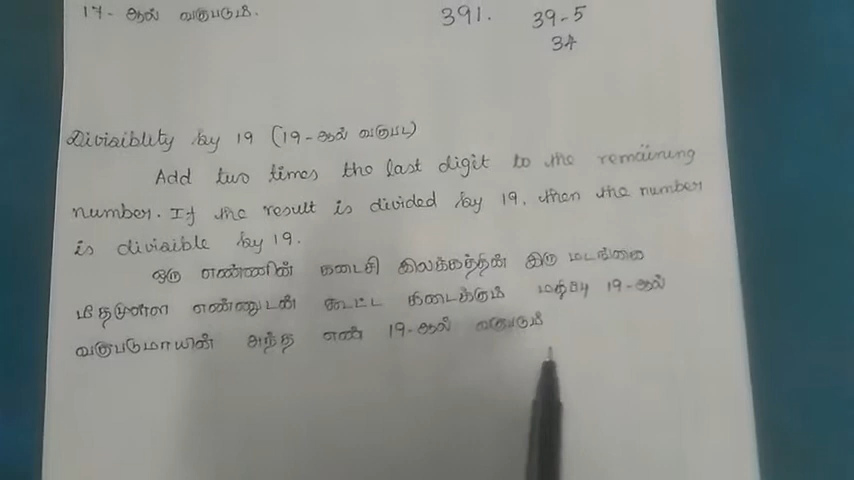 17-ஆல் வகுபடும்.
391. 39-5
34
Divisiblity by 19 (19-ஆல் வகுபட)
Add two times the last digit to the remaining
number. If the result is divided by 19, then the number
is divisible by 19.
ஒரு எண்ணின் கடைசி இலக்கத்தின் இரு மடங்கை
மீதமுள்ள எண்ணுடன் கூட்ட கிடைக்கும் மதிப்பு 19-ஆல்
வகுபடுமாயின் அந்த எண் 19-ஆல் வகுபடும்